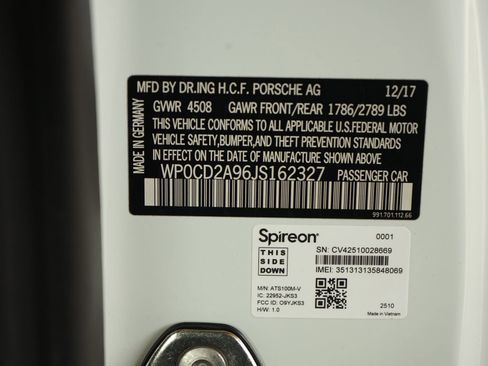 MFD BY DR.ING H.C.F. PORSCHE AG 12/17
GVWR 4508 GAWR FRONT/REAR 1786/2789 LBS
THIS VEHICLE CONFORMS TO ALL APPLICABLE U.S.FEDERAL MOTOR
VEHICLE SAFETY, BUMPER, AND THEFT PREVENTION STANDARDS
IN EFFECT ON THE DATE OF MANUFACTURE SHOWN ABOVE
WP0CD2A96JS162327 PASSENGER CAR
MADE IN GERMANY
991.701.112.66
Spireon 0001
SN: CV42510028669
THIS
SIDE
DOWN
IMEI: 351313135848069
M/N: ATS100M-V
IC: 22952-JKS3
FCC ID: O9YJKS3
H/W: 1.0
2510
Made in Vietnam